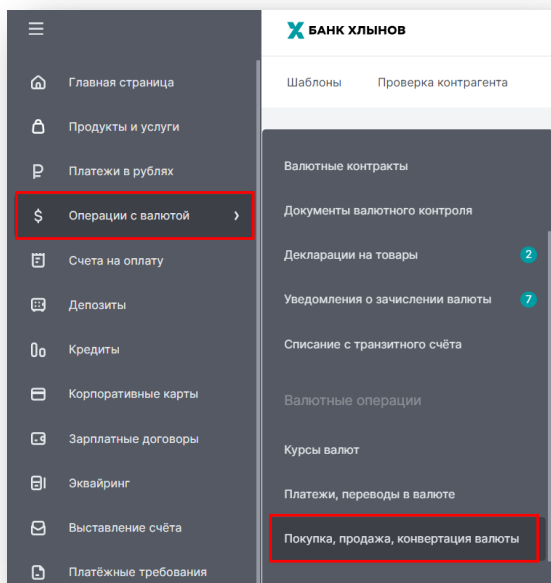 БАНК ХЛЫНОВ
Главная страница
Продукты и услуги
Платежи в рублях
Операции с валютой
Счета на оплату
Депозиты
Кредиты
Корпоративные карты
Зарплатные договоры
Эквайринг
Выставление счёта
Платёжные требования
Шаблоны Проверка контрагента
Валютные контракты
Документы валютного контроля
Декларации на товары 2
Уведомления о зачислении валюты 7
Списание с транзитного счёта
Валютные операции
Курсы валют
Платежи, переводы в валюте
Покупка, продажа, конвертация валюты